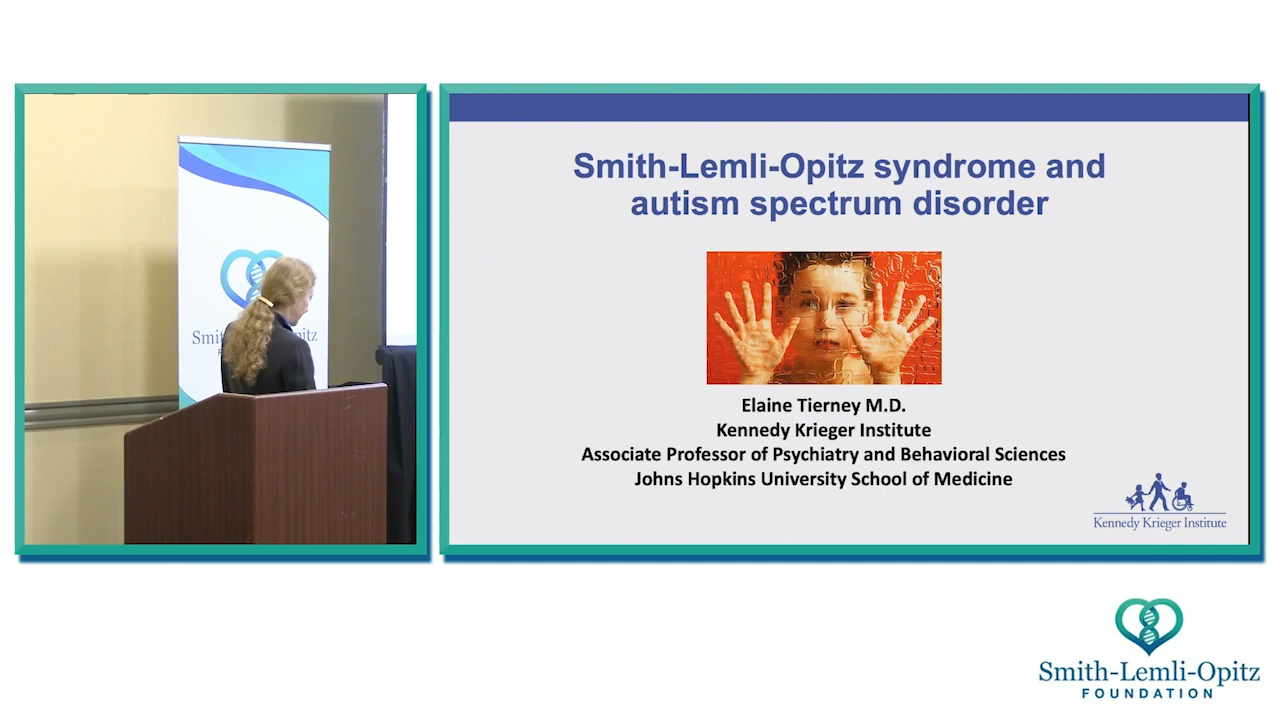 Smith-Lemli-Opitz syndrome and
autism spectrum disorder
Elaine Tierney M.D.
Kennedy Krieger Institute
Associate Professor of Psychiatry and Behavioral Sciences
Johns Hopkins University School of Medicine
Kennedy Krieger Institute
Smith-Lemli-Opitz
FOUNDATION